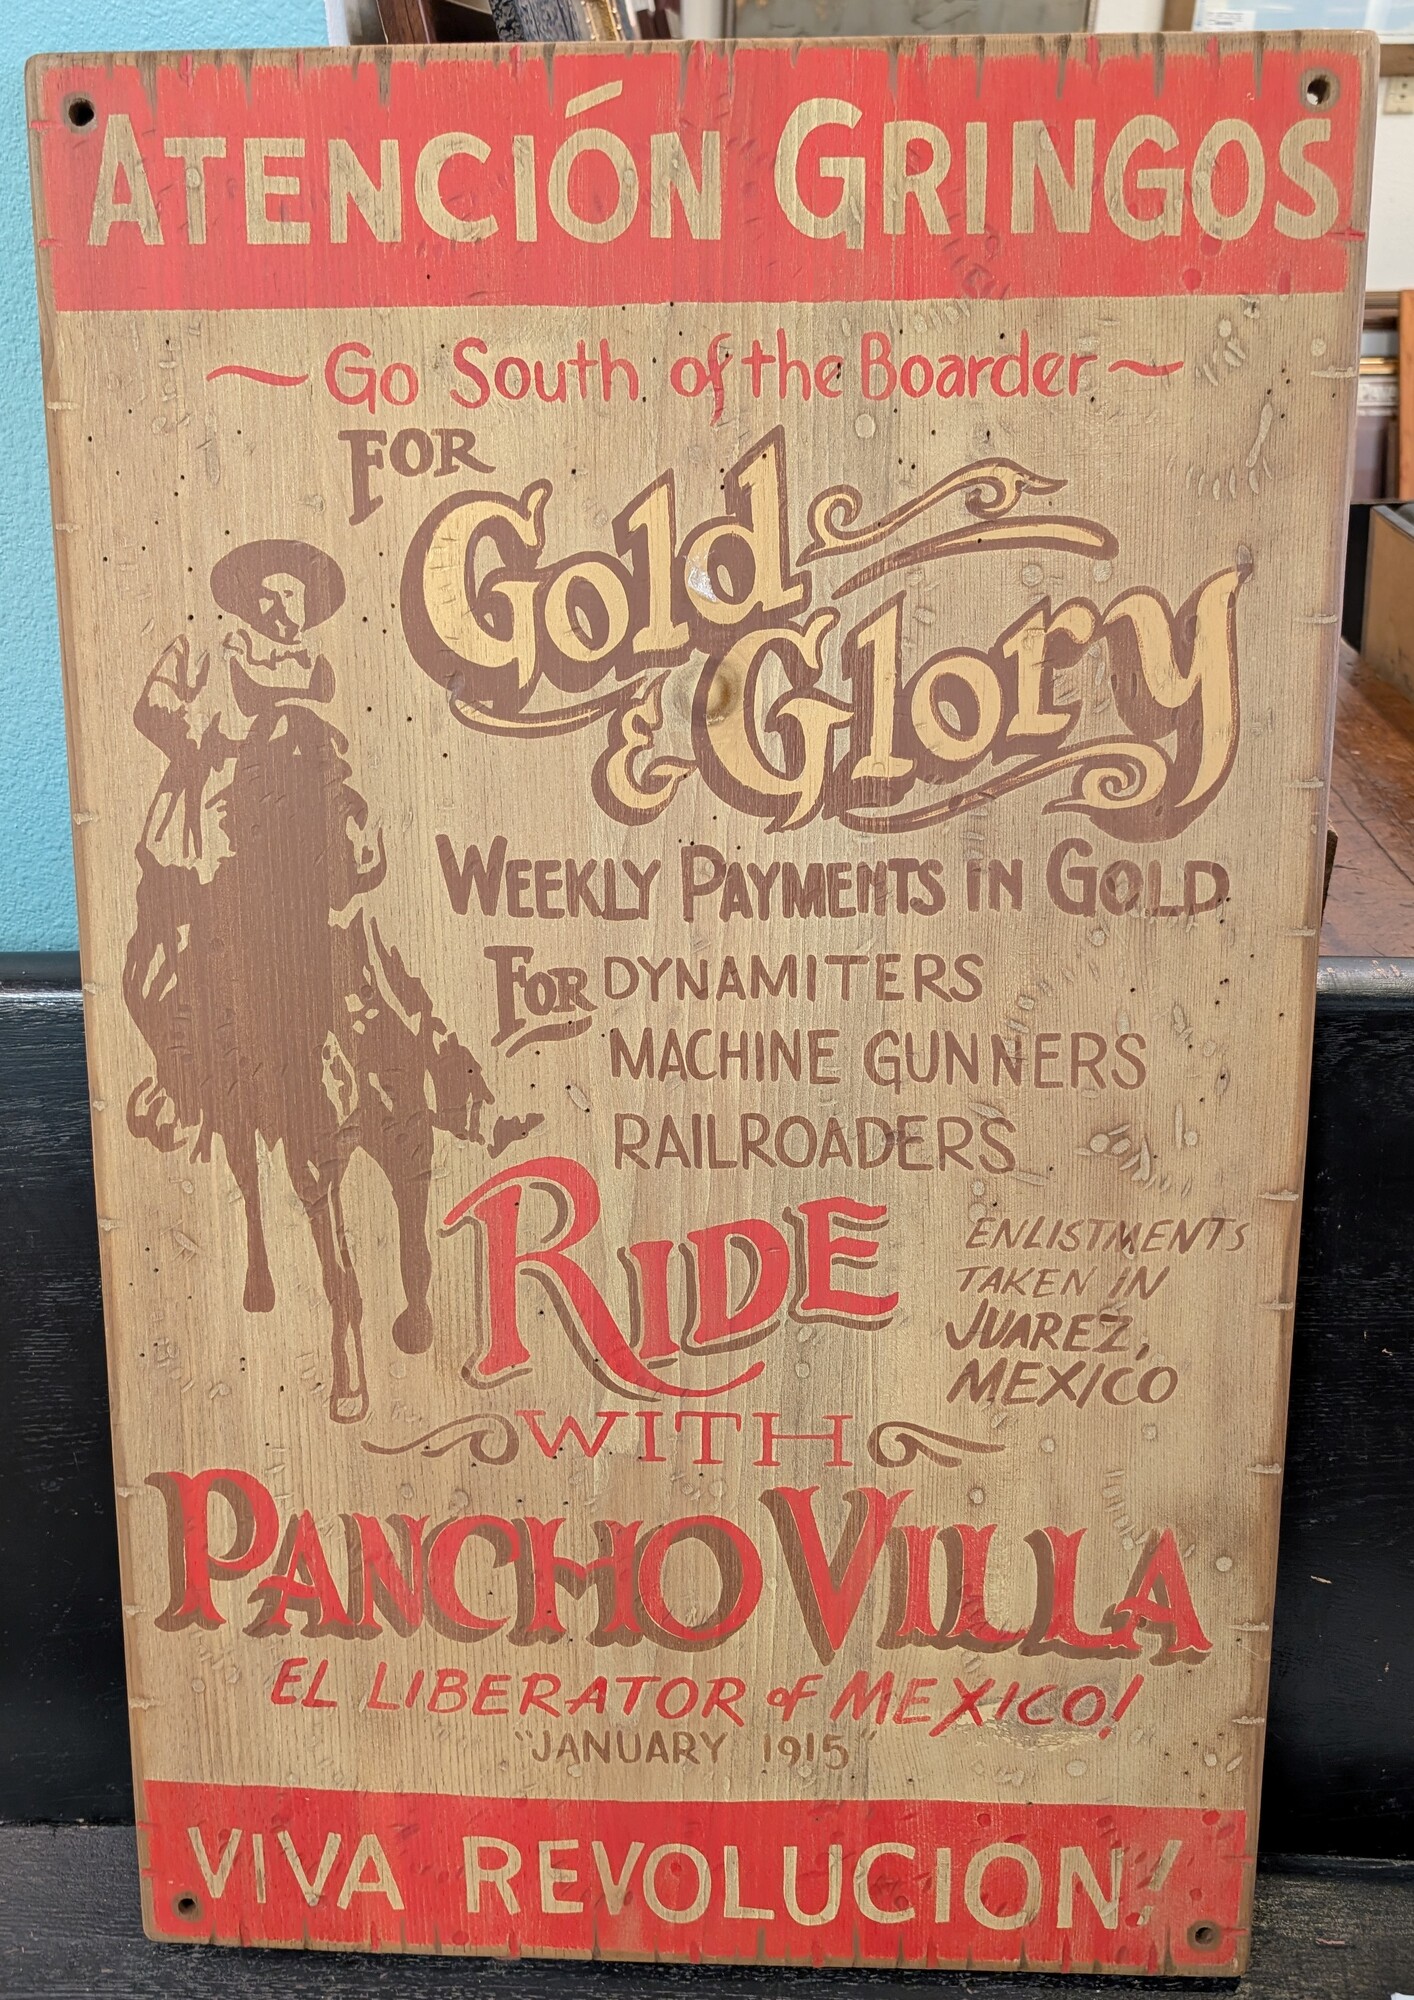 ATENCIÓN GRINGOS
~ Go South of the Boarder ~
FOR
Gold
& Glory
WEEKLY PAYMENTS IN GOLD
FOR DYNAMITERS
MACHINE GUNNERS
RAILROADERS
RIDE
ENLISTMENTS
TAKEN IN
JUAREZ,
MEXICO
WITH
PANCHO VILLA
EL LIBERATOR of MEXICO!
"JANUARY 1915"
VIVA REVOLUCIÓN!